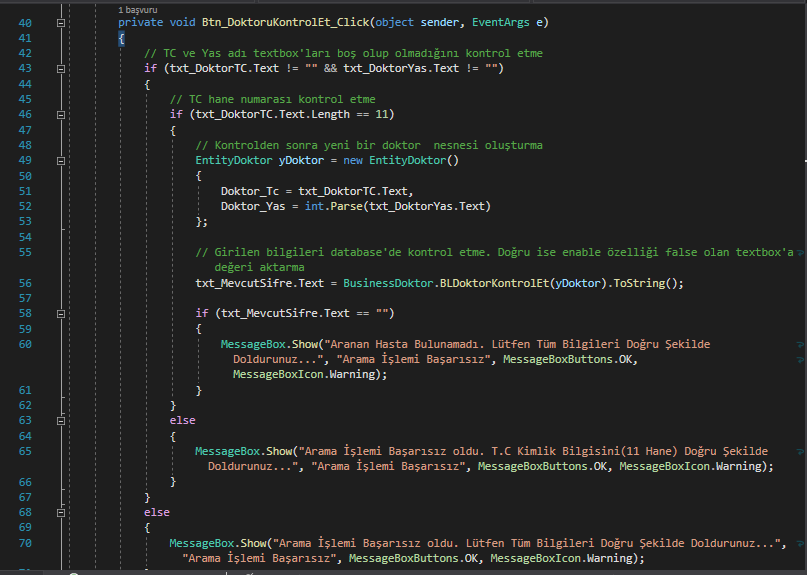 1 başvuru
40 private void Btn_DoktoruKontrolEt_Click(object sender, EventArgs e)
41 {
42 // TC ve Yas adı textbox'ları boş olup olmadığını kontrol etme
43 if (txt_DoktorTC.Text != "" && txt_DoktorYas.Text != "")
44 {
45 // TC hane numarası kontrol etme
46 if (txt_DoktorTC.Text.Length == 11)
47 {
48 // Kontrolden sonra yeni bir doktor  nesnesi oluşturma
49 EntityDoktor yDoktor = new EntityDoktor()
50 {
51 Doktor_Tc = txt_DoktorTC.Text,
52 Doktor_Yas = int.Parse(txt_DoktorYas.Text)
53 };
54
55 // Girilen bilgileri database'de kontrol etme. Doğru ise enable özelliği false olan textbox'a
değeri aktarma
56 txt_MevcutSifre.Text = BusinessDoktor.BLDoktorKontrolEt(yDoktor).ToString();
57
58 if (txt_MevcutSifre.Text == "")
59 {
60 MessageBox.Show("Aranan Hasta Bulunamadı. Lütfen Tüm Bilgileri Doğru Şekilde
Doldurunuz...", "Arama İşlemi Başarısız", MessageBoxButtons.OK,
MessageBoxIcon.Warning);
61 }
62 }
63 else
64 {
65 MessageBox.Show("Arama İşlemi Başarısız oldu. T.C Kimlik Bilgisini(11 Hane) Doğru Şekilde
Doldurunuz...", "Arama İşlemi Başarısız", MessageBoxButtons.OK, MessageBoxIcon.Warning);
66 }
67 }
68 else
69 {
70 MessageBox.Show("Arama İşlemi Başarısız oldu. Lütfen Tüm Bilgileri Doğru Şekilde Doldurunuz...",
"Arama İşlemi Başarısız", MessageBoxButtons.OK, MessageBoxIcon.Warning);